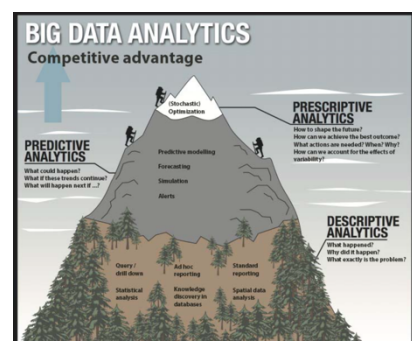 BIG DATA ANALYTICS
Competitive advantage
(Stochastic)
Optimization
PRESCRIPTIVE
ANALYTICS
How to shape the future?
How can we achieve the best outcome?
What actions are needed? When? Why?
How can we account for the effects of
variability?
PREDICTIVE
ANALYTICS
What could happen?
What if these trends continue?
What will happen next if ...?
Predictive modelling
Forecasting
Simulation
Alerts
DESCRIPTIVE
ANALYTICS
What happened?
Why did it happen?
What exactly is the problem?
Query /
drill down
Ad hoc
reporting
Standard
reporting
Statistical
analysis
Knowledge
discovery in
databases
Spatial data
analysis